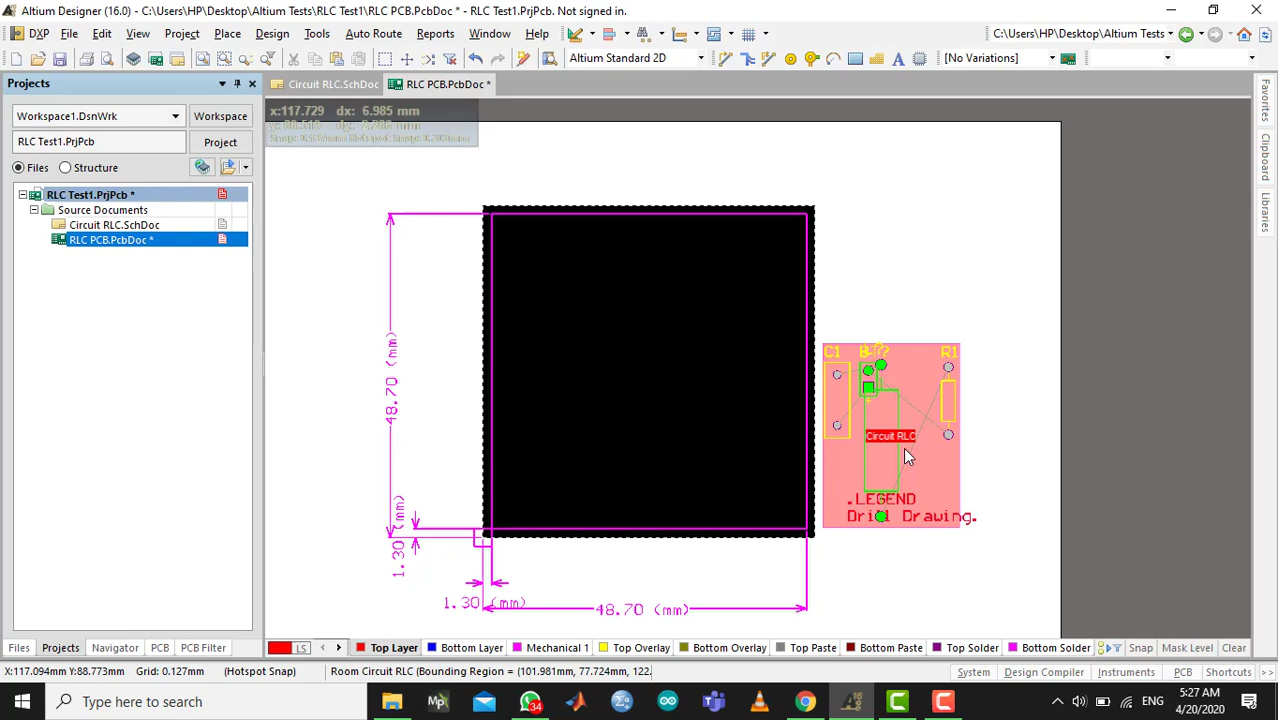 Altium Designer (16.0) - C:\Users\HP\Desktop\Altium Tests\RLC Test1\RLC PCB.PcbDoc * - RLC Test1.PrjPcb. Not signed in.
DXP File Edit View Project Place Design Tools Auto Route Reports Window Help C:\Users\HP\Desktop\Altium Tests
Altium Standard 2D [No Variations]
Projects
Circuit RLC.SchDoc RLC PCB.PcbDoc *
Workspace1.DsnWrk Workspace
RLC Test1.PrjPcb Project
Files Structure
RLC Test1.PrjPcb *
Source Documents
Circuit RLC.SchDoc
RLC PCB.PcbDoc *
x:117.729 dx: 6.985 mm
48.70 (mm)
1.30 (mm)
1.30 (mm)
48.70 (mm)
C1
R1
Circuit RLC
.LEGEND
Drill Drawing.
Favorites
Clipboard
Libraries
Files Projects Navigator PCB PCB Filter
LS Top Layer Bottom Layer Mechanical 1 Top Overlay Bottom Overlay Top Paste Bottom Paste Top Solder Bottom Solder Snap Mask Level Clear
X:117.094mm Y:88.773mm Grid: 0.127mm (Hotspot Snap) Room Circuit RLC (Bounding Region = (101.981mm, 77.724mm, 122.
System Design Compiler Instruments PCB Shortcuts >>
Type here to search
34
ENG
5:27 AM
4/20/2020